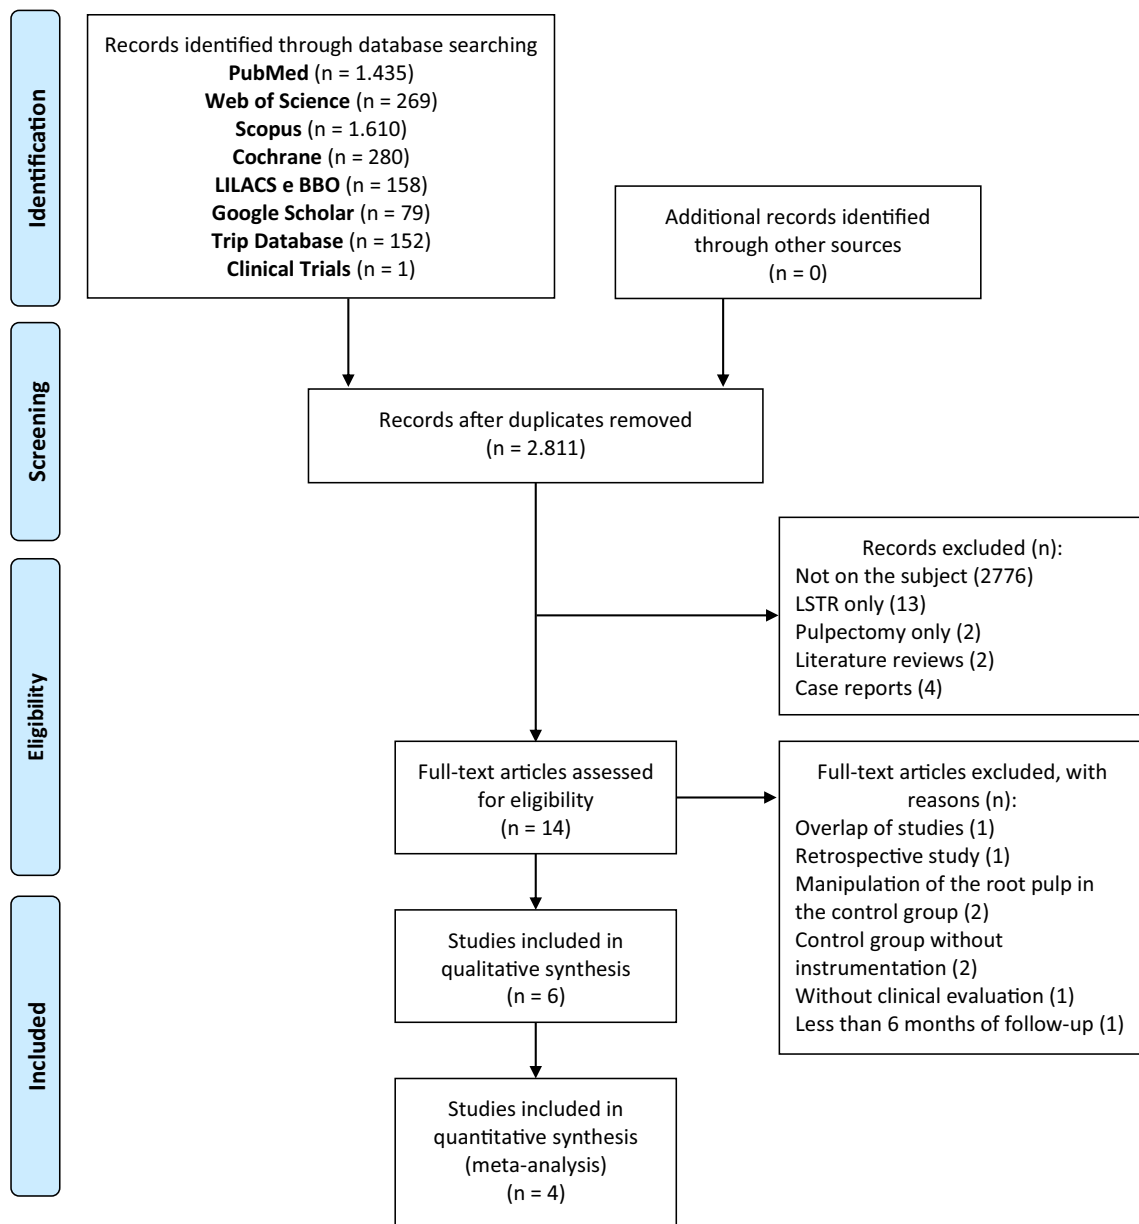 Identification
Records identified through database searching
PubMed (n = 1.435)
Web of Science (n = 269)
Scopus (n = 1.610)
Cochrane (n = 280)
LILACS e BBO (n = 158)
Google Scholar (n = 79)
Trip Database (n = 152)
Clinical Trials (n = 1)
Additional records identified
through other sources
(n = 0)
Screening
Records after duplicates removed
(n = 2.811)
Records excluded (n):
Not on the subject (2776)
LSTR only (13)
Pulpectomy only (2)
Literature reviews (2)
Case reports (4)
Eligibility
Full-text articles assessed
for eligibility
(n = 14)
Full-text articles excluded, with
reasons (n):
Overlap of studies (1)
Retrospective study (1)
Manipulation of the root pulp in
the control group (2)
Control group without
instrumentation (2)
Without clinical evaluation (1)
Less than 6 months of follow-up (1)
Included
Studies included in
qualitative synthesis
(n = 6)
Studies included in
quantitative synthesis
(meta-analysis)
(n = 4)